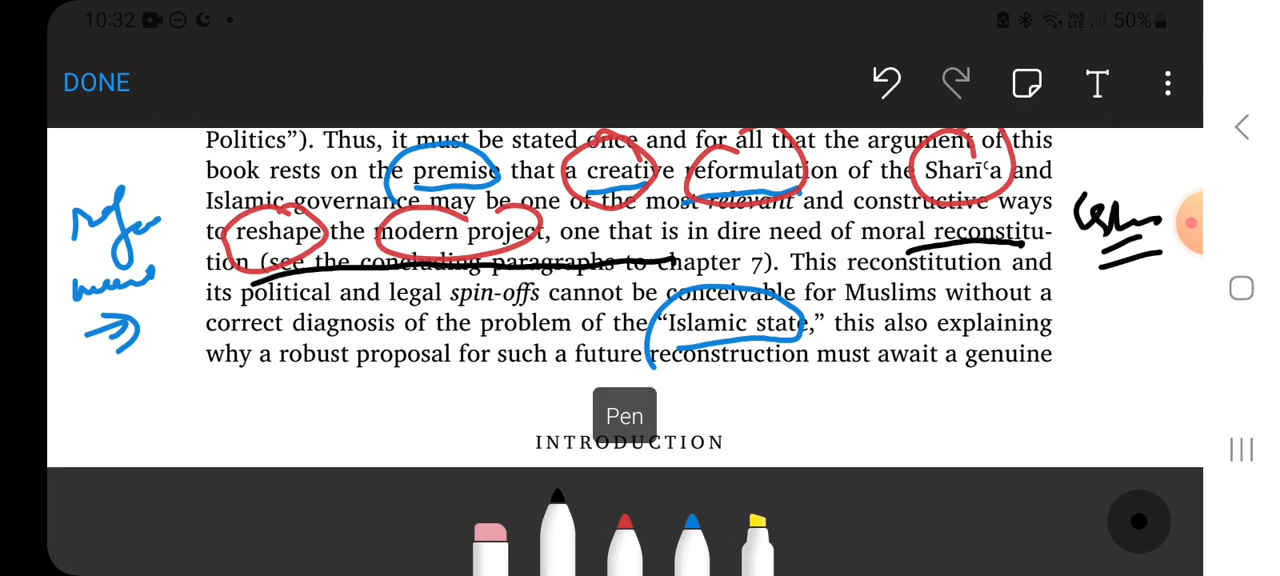 10:32
50%
DONE
T
Politics”). Thus, it must be stated once and for all that the argument of this
book rests on the premise that a creative reformulation of the Sharīʿa and
Islamic governance may be one of the most relevant and constructive ways
to reshape the modern project, one that is in dire need of moral reconstitu-
tion (see the concluding paragraphs to chapter 7). This reconstitution and
its political and legal spin-offs cannot be conceivable for Muslims without a
correct diagnosis of the problem of the “Islamic state,” this also explaining
why a robust proposal for such a future reconstruction must await a genuine
Pen
INTRODUCTION